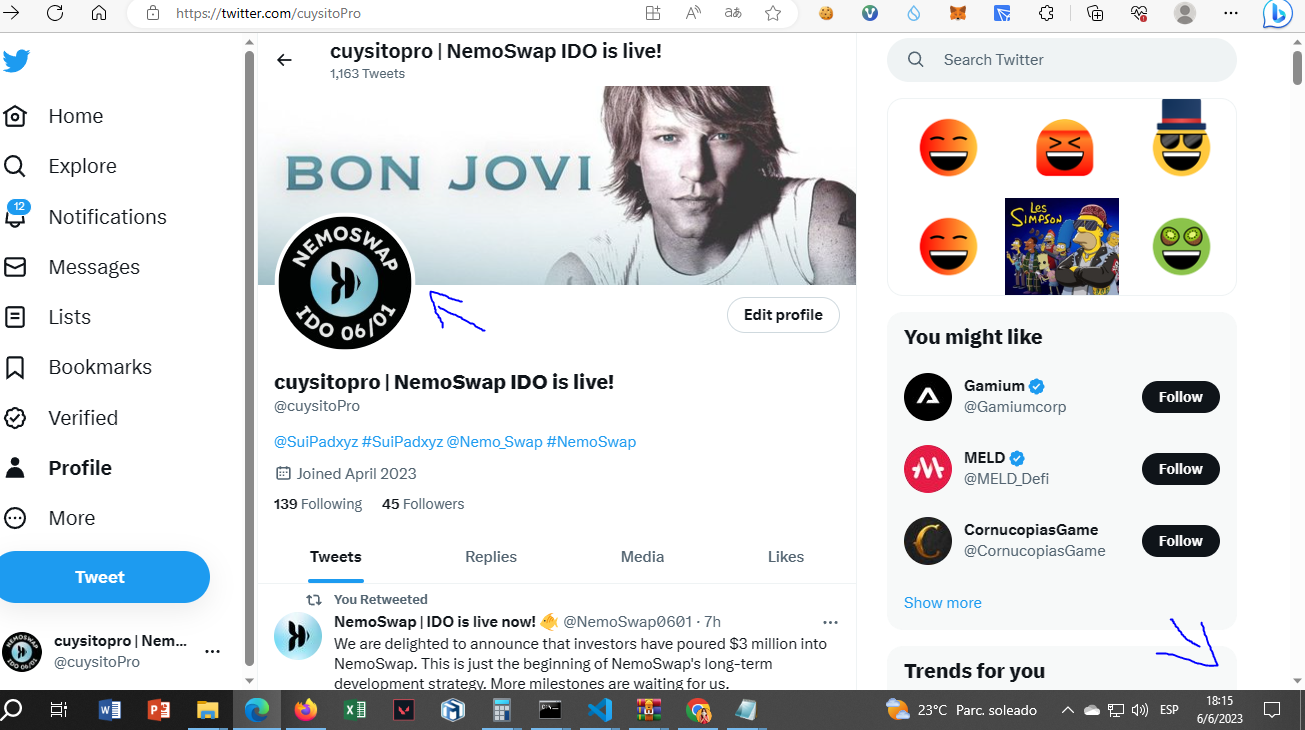 https://twitter.com/cuysitoPro
cuysitopro | NemoSwap IDO is live!
1,163 Tweets
Search Twitter
Home
Explore
12
Notifications
Messages
Lists
Bookmarks
Verified
Profile
More
Tweet
cuysitopro | Nem...
@cuysitoPro
BON JOVI
NEMOSWAP
IDO 06/01
Edit profile
cuysitopro | NemoSwap IDO is live!
@cuysitoPro
@SuiPadxyz #SuiPadxyz @Nemo_Swap #NemoSwap
Joined April 2023
139 Following 45 Followers
Tweets Replies Media Likes
You Retweeted
NemoSwap | IDO is live now! 🐠 @NemoSwap0601 · 7h
We are delighted to announce that investors have poured $3 million into
NemoSwap. This is just the beginning of NemoSwap's long-term
development strategy. More milestones are waiting for us.
LES
SIMPSON
You might like
Gamium
@Gamiumcorp
Follow
MELD
@MELD_Defi
Follow
CornucopiasGame
@CornucopiasGame
Follow
Show more
Trends for you
23°C Parc. soleado
ESP
18:15
6/6/2023